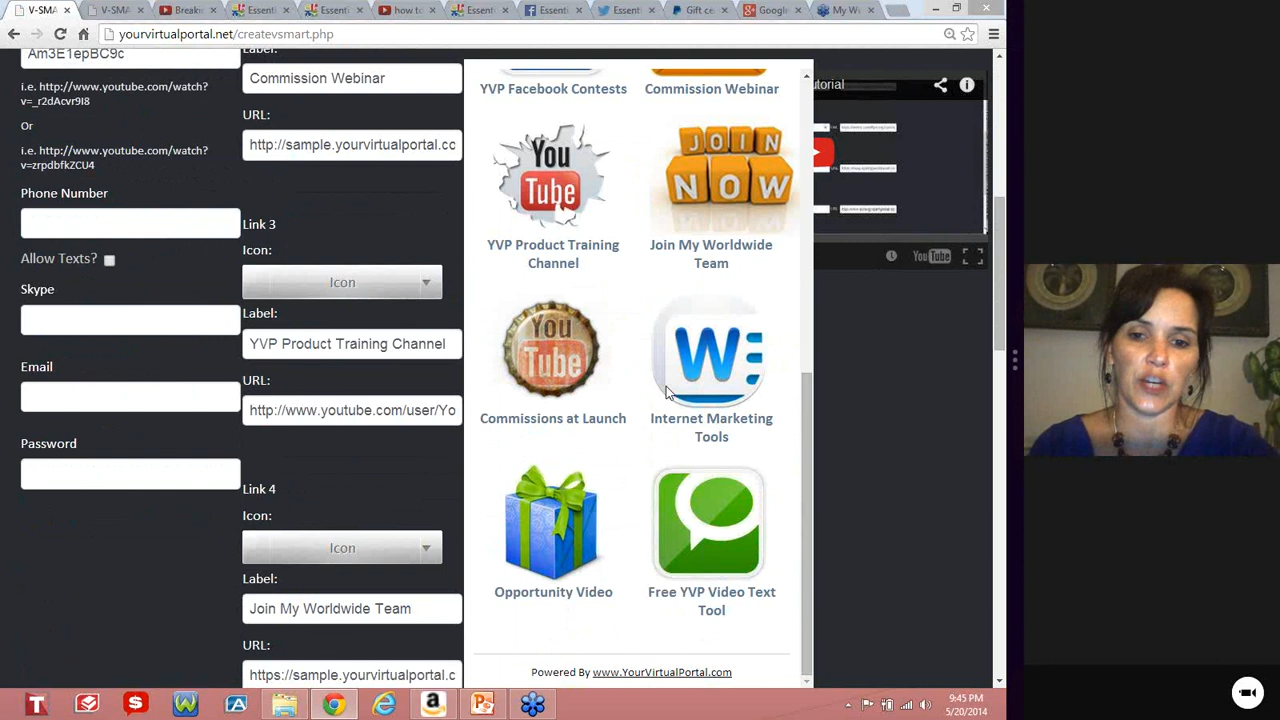 V-SMA
V-SMA
Breaki
Essenti
Essenti
how to
Essenti
Essenti
Essenti
Gift ce
Google
My W
yourvirtualportal.net/createvsmart.php
Am3E1epBC9c
i.e. http://www.youtube.com/watch?
v=_r2dAcvr9I8
Or
i.e. http://www.youtube.com/watch?
v=zrpdbfkZCU4
Phone Number
Allow Texts?
Skype
Email
Password
Label:
Commission Webinar
URL:
http://sample.yourvirtualportal.co
Link 3
Icon:
Icon
Label:
YVP Product Training Channel
URL:
http://www.youtube.com/user/Yo
Link 4
Icon:
Icon
Label:
Join My Worldwide Team
URL:
https://sample.yourvirtualportal.c
YVP Facebook Contests
Commission Webinar
You
Tube
JOIN
NOW
YVP Product Training
Channel
Join My Worldwide
Team
You
Tube
W
Commissions at Launch
Internet Marketing
Tools
Opportunity Video
Free YVP Video Text
Tool
Powered By www.YourVirtualPortal.com
utorial
YouTube
9:45 PM
5/20/2014